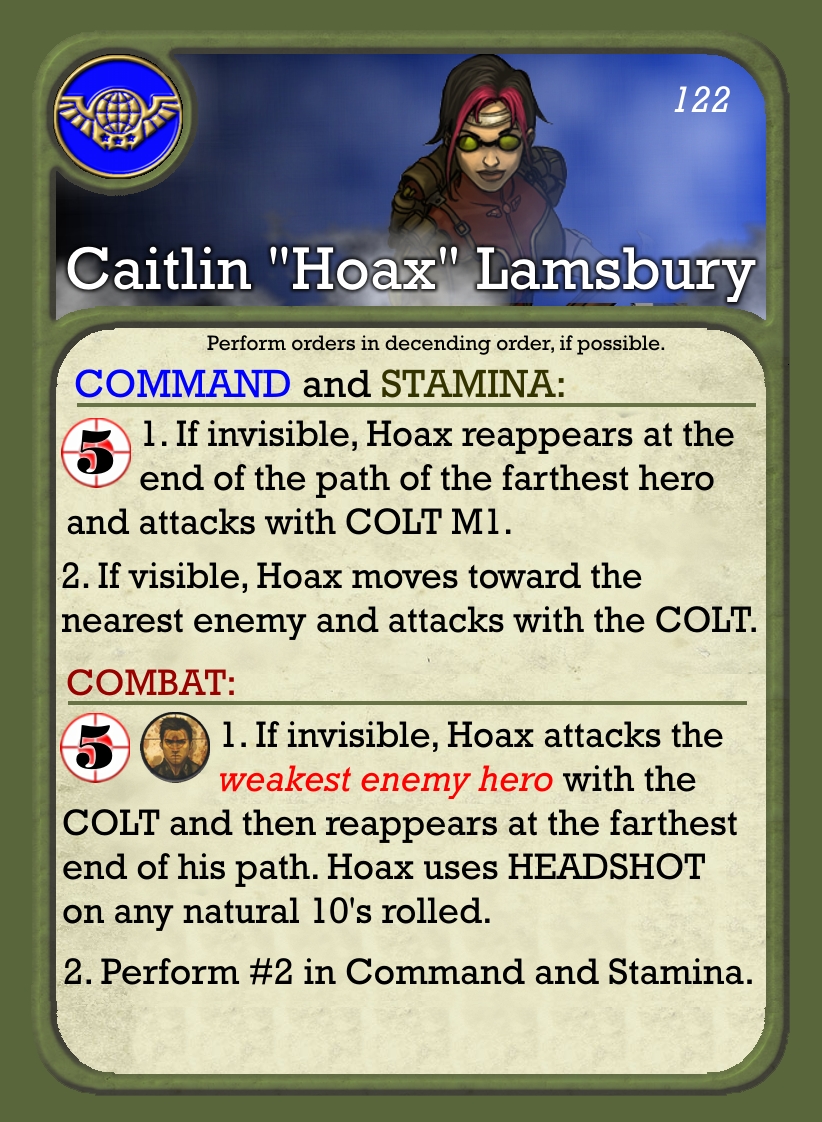 122
Caitlin "Hoax" Lamsbury
Perform orders in decending order, if possible.
COMMAND and STAMINA:
5 1. If invisible, Hoax reappears at the
end of the path of the farthest hero
and attacks with COLT M1.
2. If visible, Hoax moves toward the
nearest enemy and attacks with the COLT.
COMBAT:
5 1. If invisible, Hoax attacks the
weakest enemy hero with the
COLT and then reappears at the farthest
end of his path. Hoax uses HEADSHOT
on any natural 10's rolled.
2. Perform #2 in Command and Stamina.